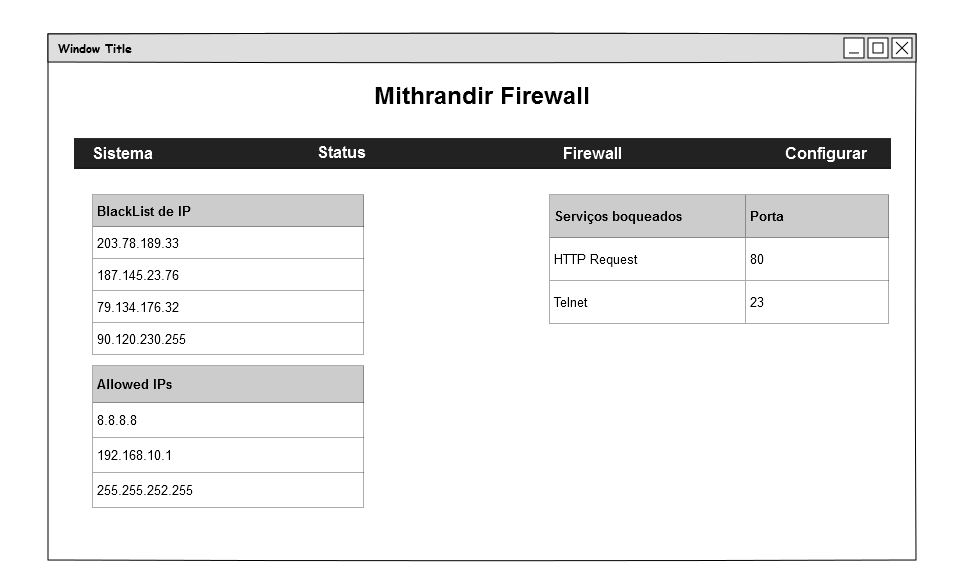 Window Title
Mithrandir Firewall
Sistema Status Firewall Configurar
BlackList de IP
203.78.189.33
187.145.23.76
79.134.176.32
90.120.230.255
Allowed IPs
8.8.8.8
192.168.10.1
255.255.252.255
Serviços boqueados Porta
HTTP Request 80
Telnet 23